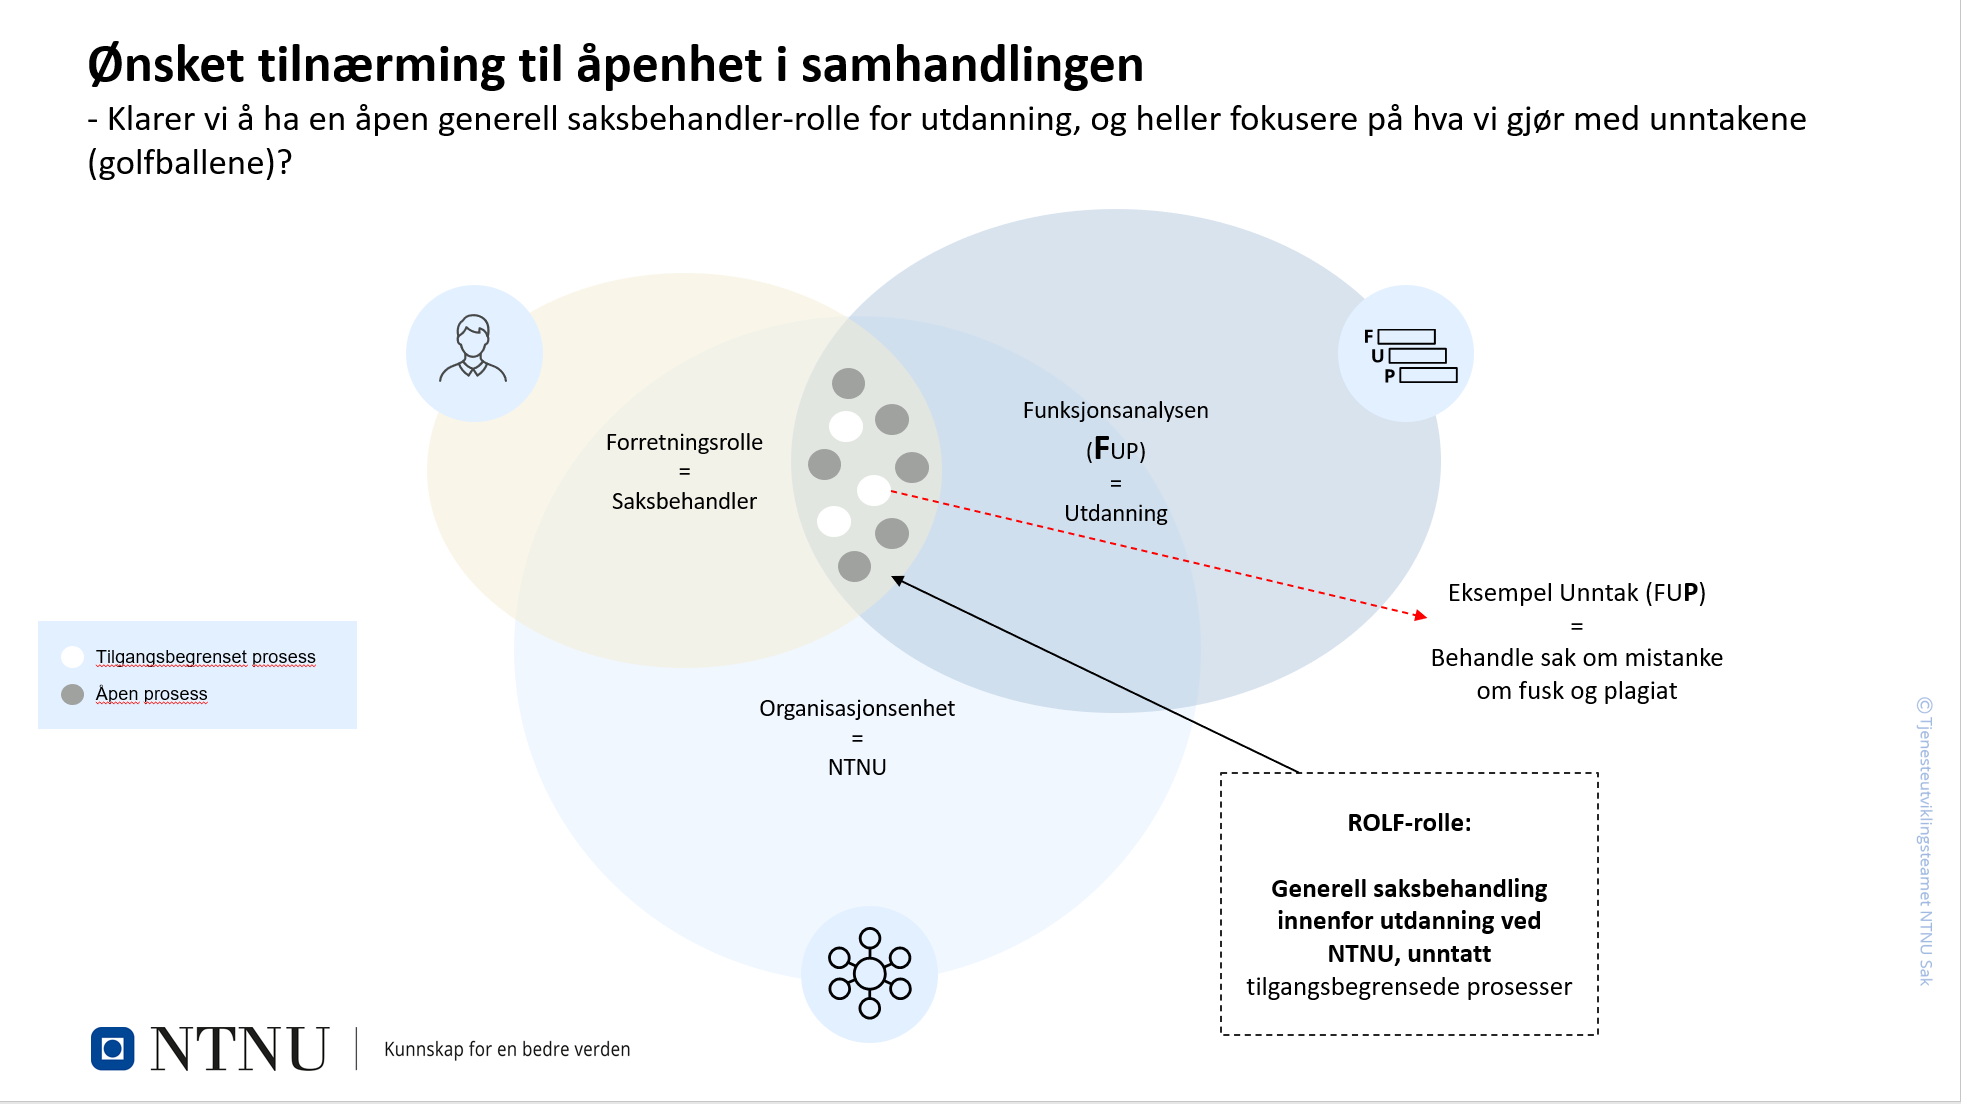 Ønsket tilnærming til åpenhet i samhandlingen
- Klarer vi å ha en åpen generell saksbehandler-rolle for utdanning, og heller fokusere på hva vi gjør med unntakene
(golfballene)?
F
U
P
Forretningsrolle
=
Saksbehandler
Funksjonsanalysen
(FUP)
=
Utdanning
Eksempel Unntak (FUP)
=
Behandle sak om mistanke
om fusk og plagiat
Tilgangsbegrenset prosess
Åpen prosess
Organisasjonsenhet
=
NTNU
ROLF-rolle:
Generell saksbehandling
innenfor utdanning ved
NTNU, unntatt
tilgangsbegrensede prosesser
© Tjenesteutviklingsteamet NTNU Sak
NTNU
Kunnskap for en bedre verden